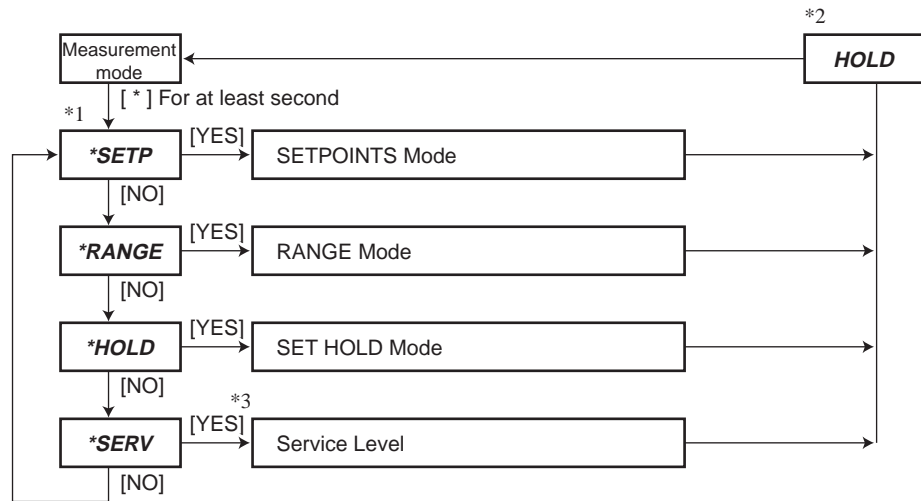 *2
Measurement
mode
HOLD
[ * ] For at least second
*1
*SETP
[YES]
SETPOINTS Mode
[NO]
*RANGE
[YES]
RANGE Mode
[NO]
*HOLD
[YES]
SET HOLD Mode
[NO]
*3
*SERV
[YES]
Service Level
[NO]